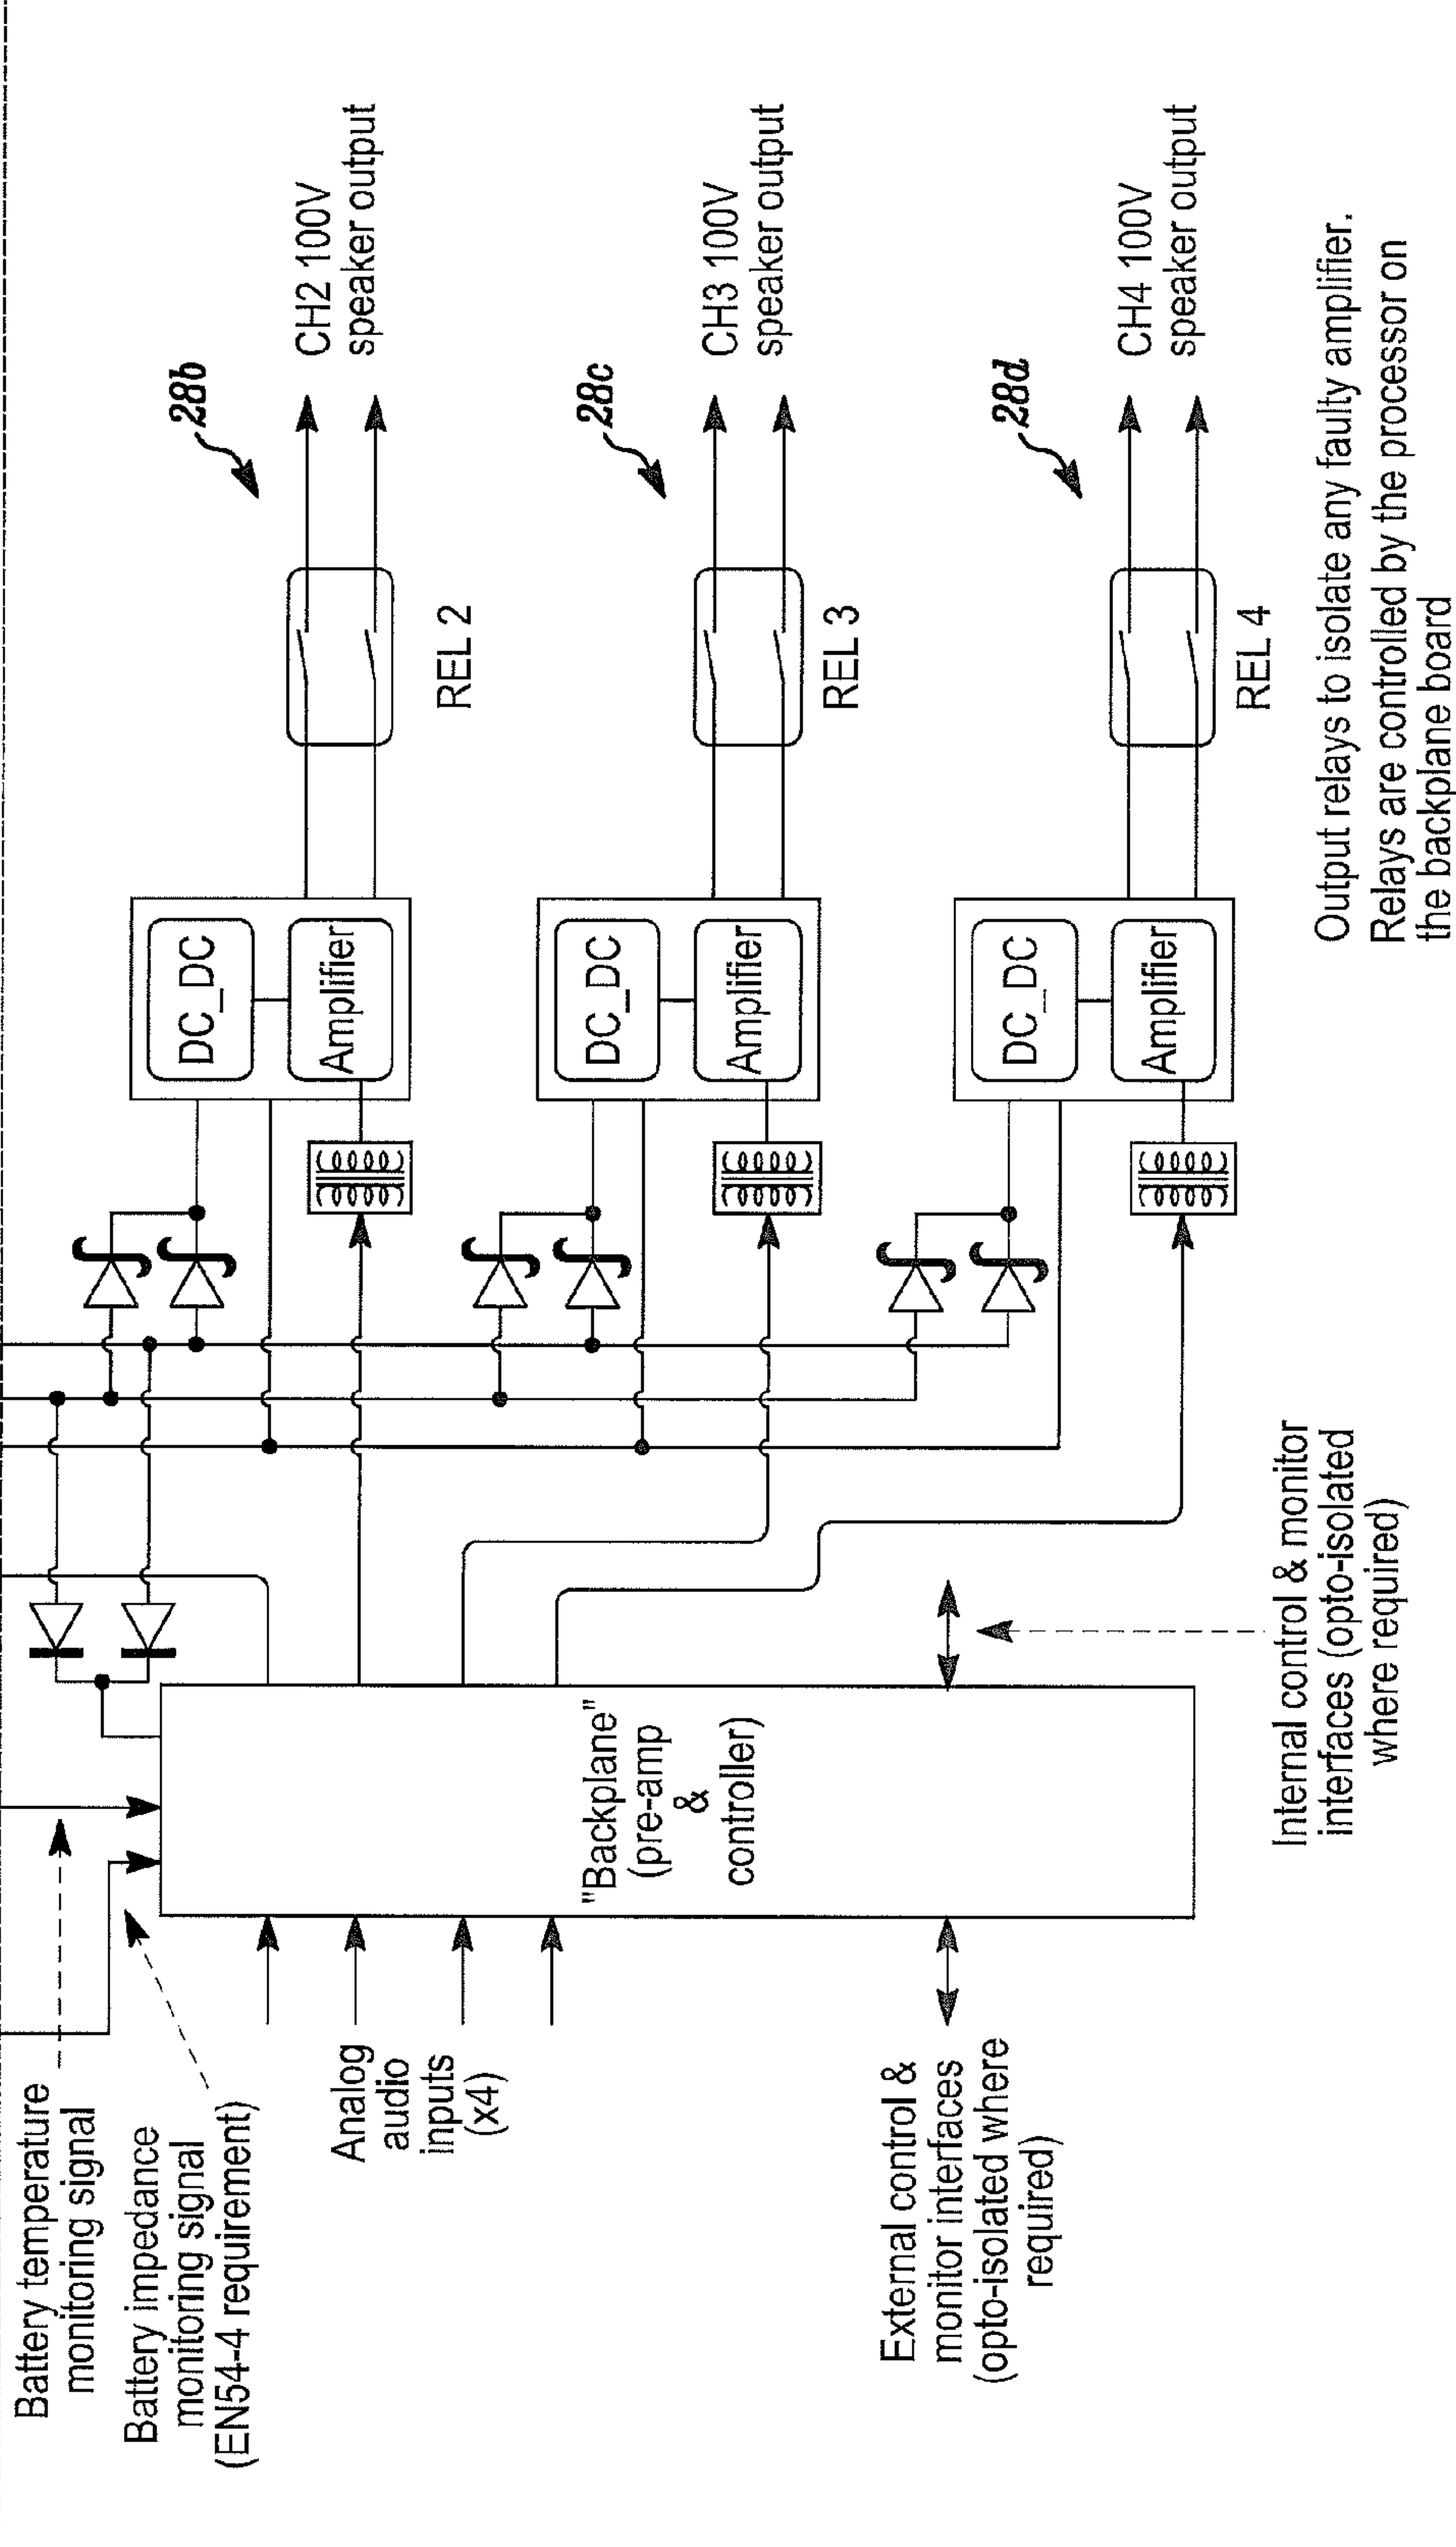 Battery temperature
monitoring signal
Battery impedance
monitoring signal
(EN54-4 requirement)
Analog
audio
inputs
(x4)
External control &
monitor interfaces
(opto-isolated where
required)
"Backplane"
(pre-amp
&
controller)
Internal control & monitor
interfaces (opto-isolated
where required)
DC_DC
Amplifier
REL 2
28b
CH2 100V
speaker output
DC_DC
Amplifier
REL 3
28c
CH3 100V
speaker output
DC_DC
Amplifier
REL 4
28d
CH4 100V
speaker output
Output relays to isolate any faulty amplifier.
Relays are controlled by the processor on
the backplane board